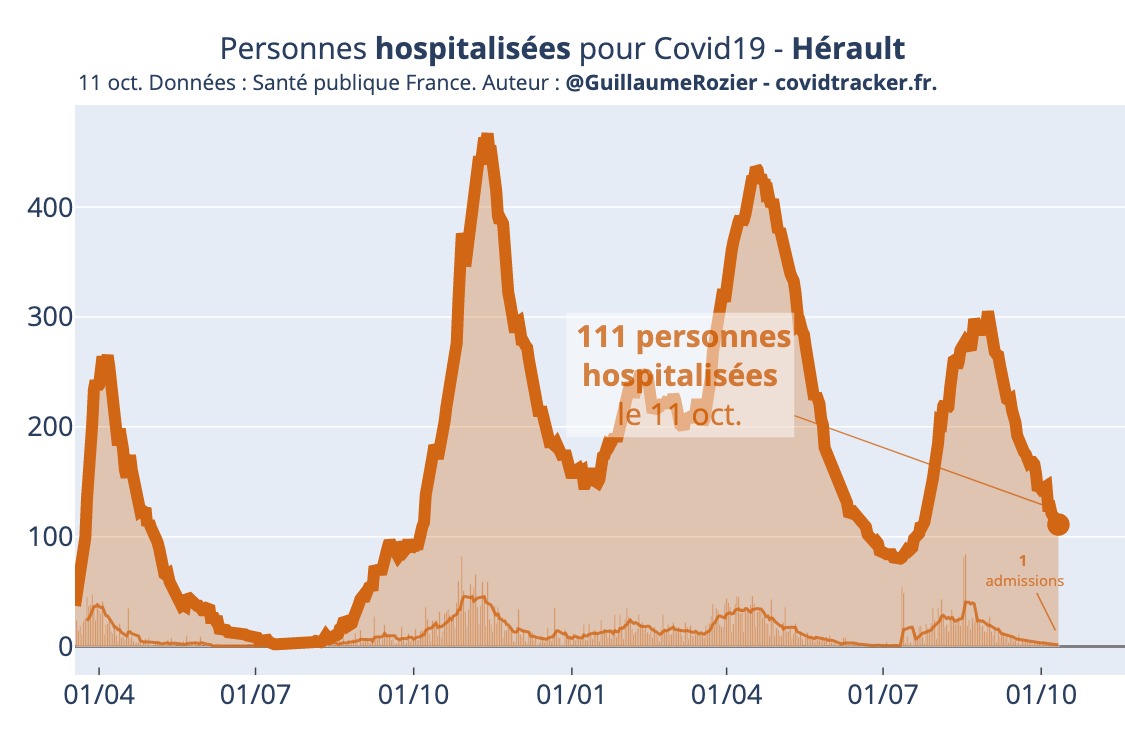 Personnes hospitalisées pour Covid19 - Hérault
11 oct. Données : Santé publique France. Auteur : @GuillaumeRozier - covidtracker.fr.
400
300
200
100
0
111 personnes
hospitalisées
le 11 oct.
1
admissions
01/04 01/07 01/10 01/01 01/04 01/07 01/10